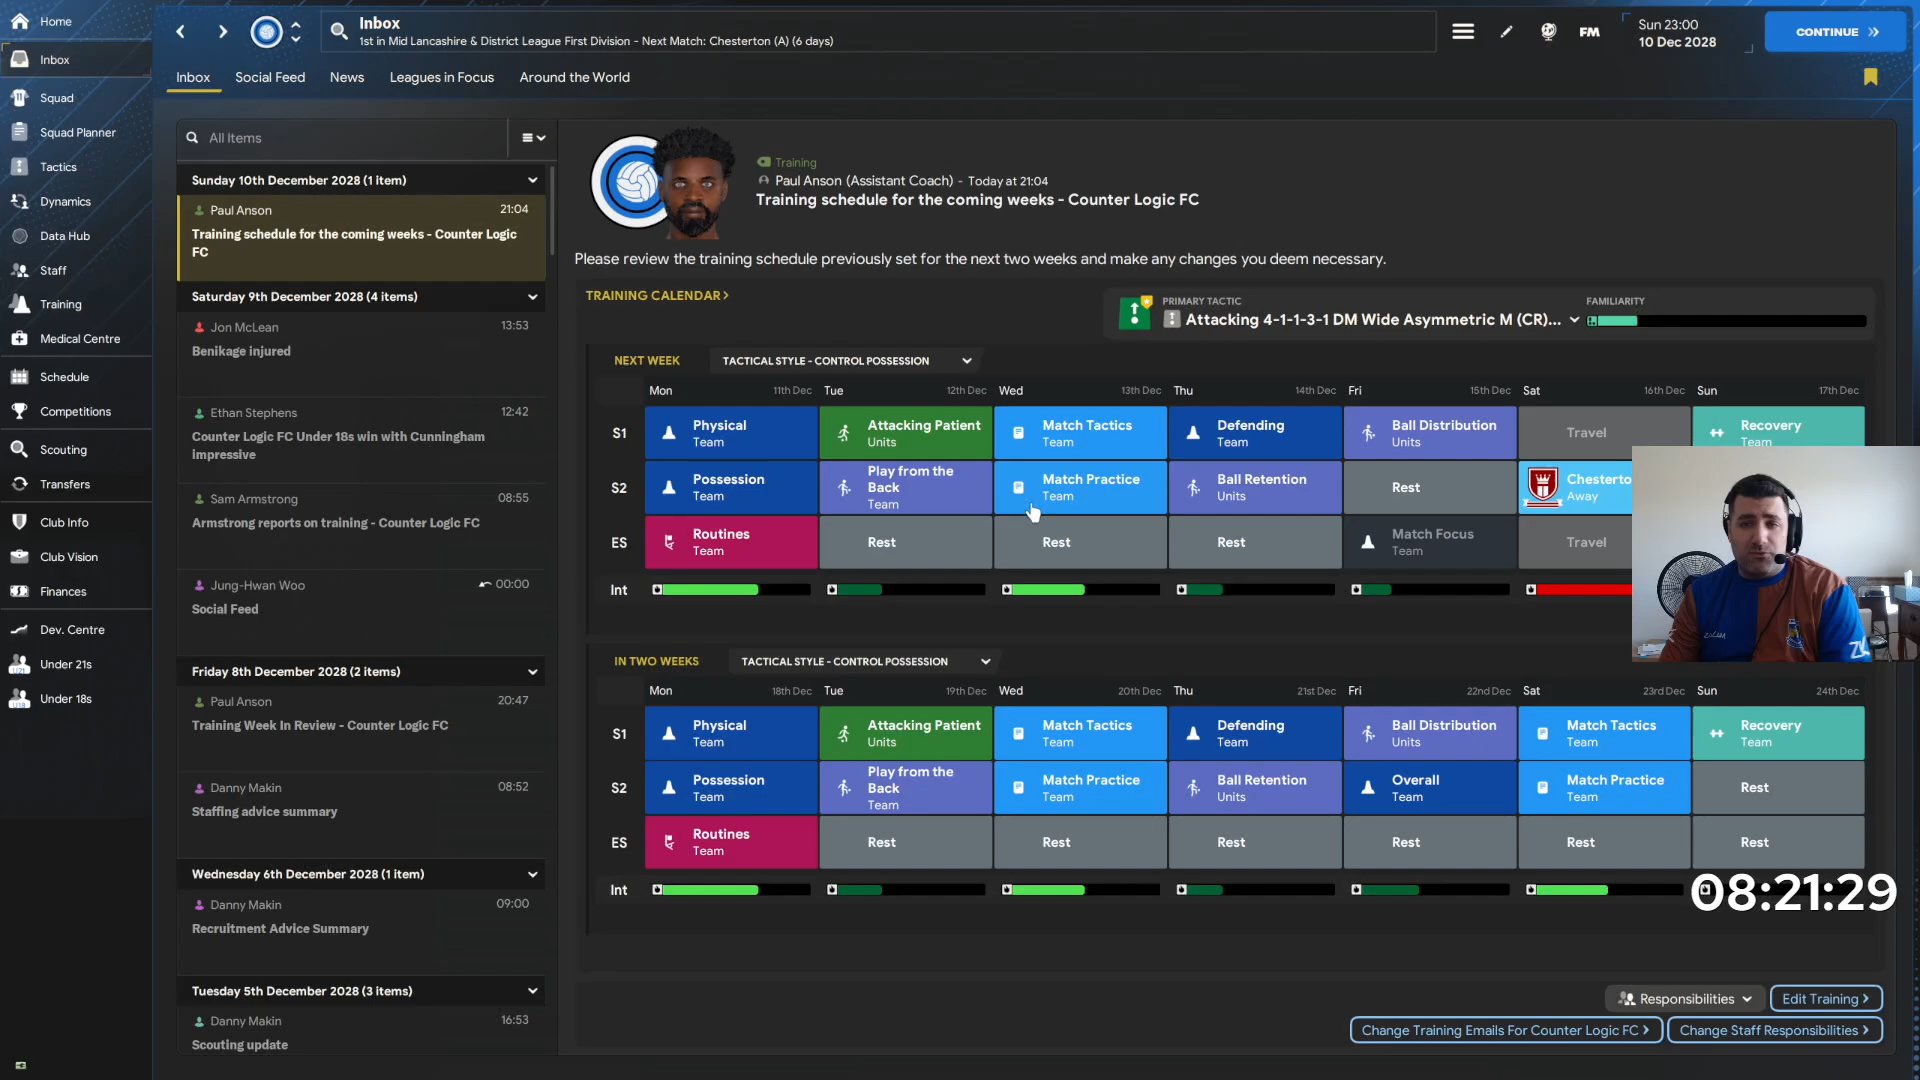 Home
Inbox
Squad
Squad Planner
Tactics
Dynamics
Data Hub
Staff
Training
Medical Centre
Schedule
Competitions
Scouting
Transfers
Club Info
Club Vision
Finances
Dev. Centre
Under 21s
Under 18s
Inbox
1st in Mid Lancashire & District League First Division - Next Match: Chesterton (A) (6 days)
FM
Sun 23:00
10 Dec 2028
CONTINUE
Inbox Social Feed News Leagues in Focus Around the World
All Items
Sunday 10th December 2028 (1 item)
Paul Anson 21:04
Training schedule for the coming weeks - Counter Logic
FC
Saturday 9th December 2028 (4 items)
Jon McLean 13:53
Benikage injured
Ethan Stephens 12:42
Counter Logic FC Under 18s win with Cunningham
impressive
Sam Armstrong 08:55
Armstrong reports on training - Counter Logic FC
Jung-Hwan Woo 00:00
Social Feed
Friday 8th December 2028 (2 items)
Paul Anson 20:47
Training Week In Review - Counter Logic FC
Danny Makin 08:52
Staffing advice summary
Wednesday 6th December 2028 (1 item)
Danny Makin 09:00
Recruitment Advice Summary
Tuesday 5th December 2028 (3 items)
Danny Makin 16:53
Scouting update
Training
Paul Anson (Assistant Coach) - Today at 21:04
Training schedule for the coming weeks - Counter Logic FC
Please review the training schedule previously set for the next two weeks and make any changes you deem necessary.
TRAINING CALENDAR >
PRIMARY TACTIC
Attacking 4-1-1-3-1 DM Wide Asymmetric M (CR)...
FAMILIARITY
NEXT WEEK TACTICAL STYLE - CONTROL POSSESSION
Mon 11th Dec Tue 12th Dec Wed 13th Dec Thu 14th Dec Fri 15th Dec Sat 16th Dec Sun 17th Dec
S1 Physical Team Attacking Patient Units Match Tactics Team Defending Team Ball Distribution Units Travel Recovery Team
S2 Possession Team Play from the Back Team Match Practice Team Ball Retention Units Rest Chesterto Away
ES Routines Team Rest Rest Rest Match Focus Team Travel
Int
IN TWO WEEKS TACTICAL STYLE - CONTROL POSSESSION
Mon 18th Dec Tue 19th Dec Wed 20th Dec Thu 21st Dec Fri 22nd Dec Sat 23rd Dec Sun 24th Dec
S1 Physical Team Attacking Patient Units Match Tactics Team Defending Team Ball Distribution Units Match Tactics Team Recovery Team
S2 Possession Team Play from the Back Team Match Practice Team Ball Retention Units Overall Team Match Practice Team Rest
ES Routines Team Rest Rest Rest Rest Rest Rest
Int
08:21:29
Responsibilities Edit Training >
Change Training Emails For Counter Logic FC > Change Staff Responsibilities >